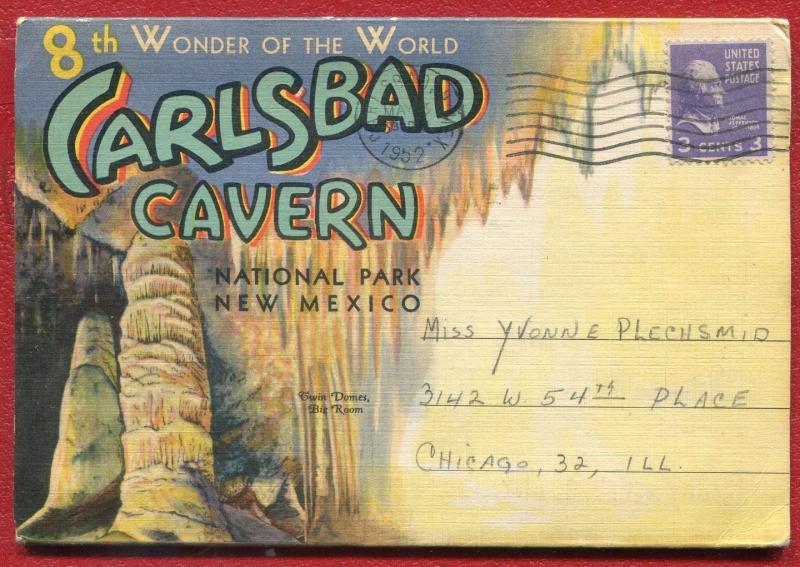 8th WONDER OF THE WORLD
CARLSBAD
CAVERN
NATIONAL PARK
NEW MEXICO
Twin Domes,
Big Room
UNITED
STATES
POSTAGE
3 CENTS 3
1952
MISS YVONNE PLECHSMID
3142 W. 54TH PLACE
CHICAGO, 32, ILL.